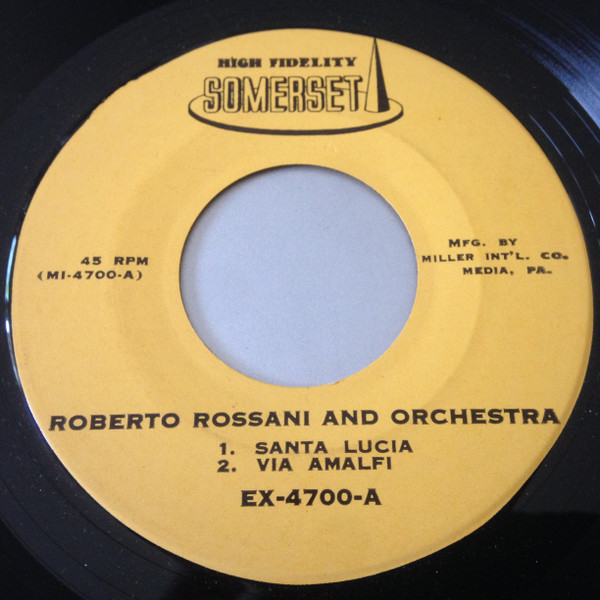 HIGH FIDELITY
SOMERSET
45 RPM
(MI-4700-A)
MFG. BY
MILLER INT'L. CO.
MEDIA, PA.
ROBERTO ROSSANI AND ORCHESTRA
1. SANTA LUCIA
2. VIA AMALFI
EX-4700-A